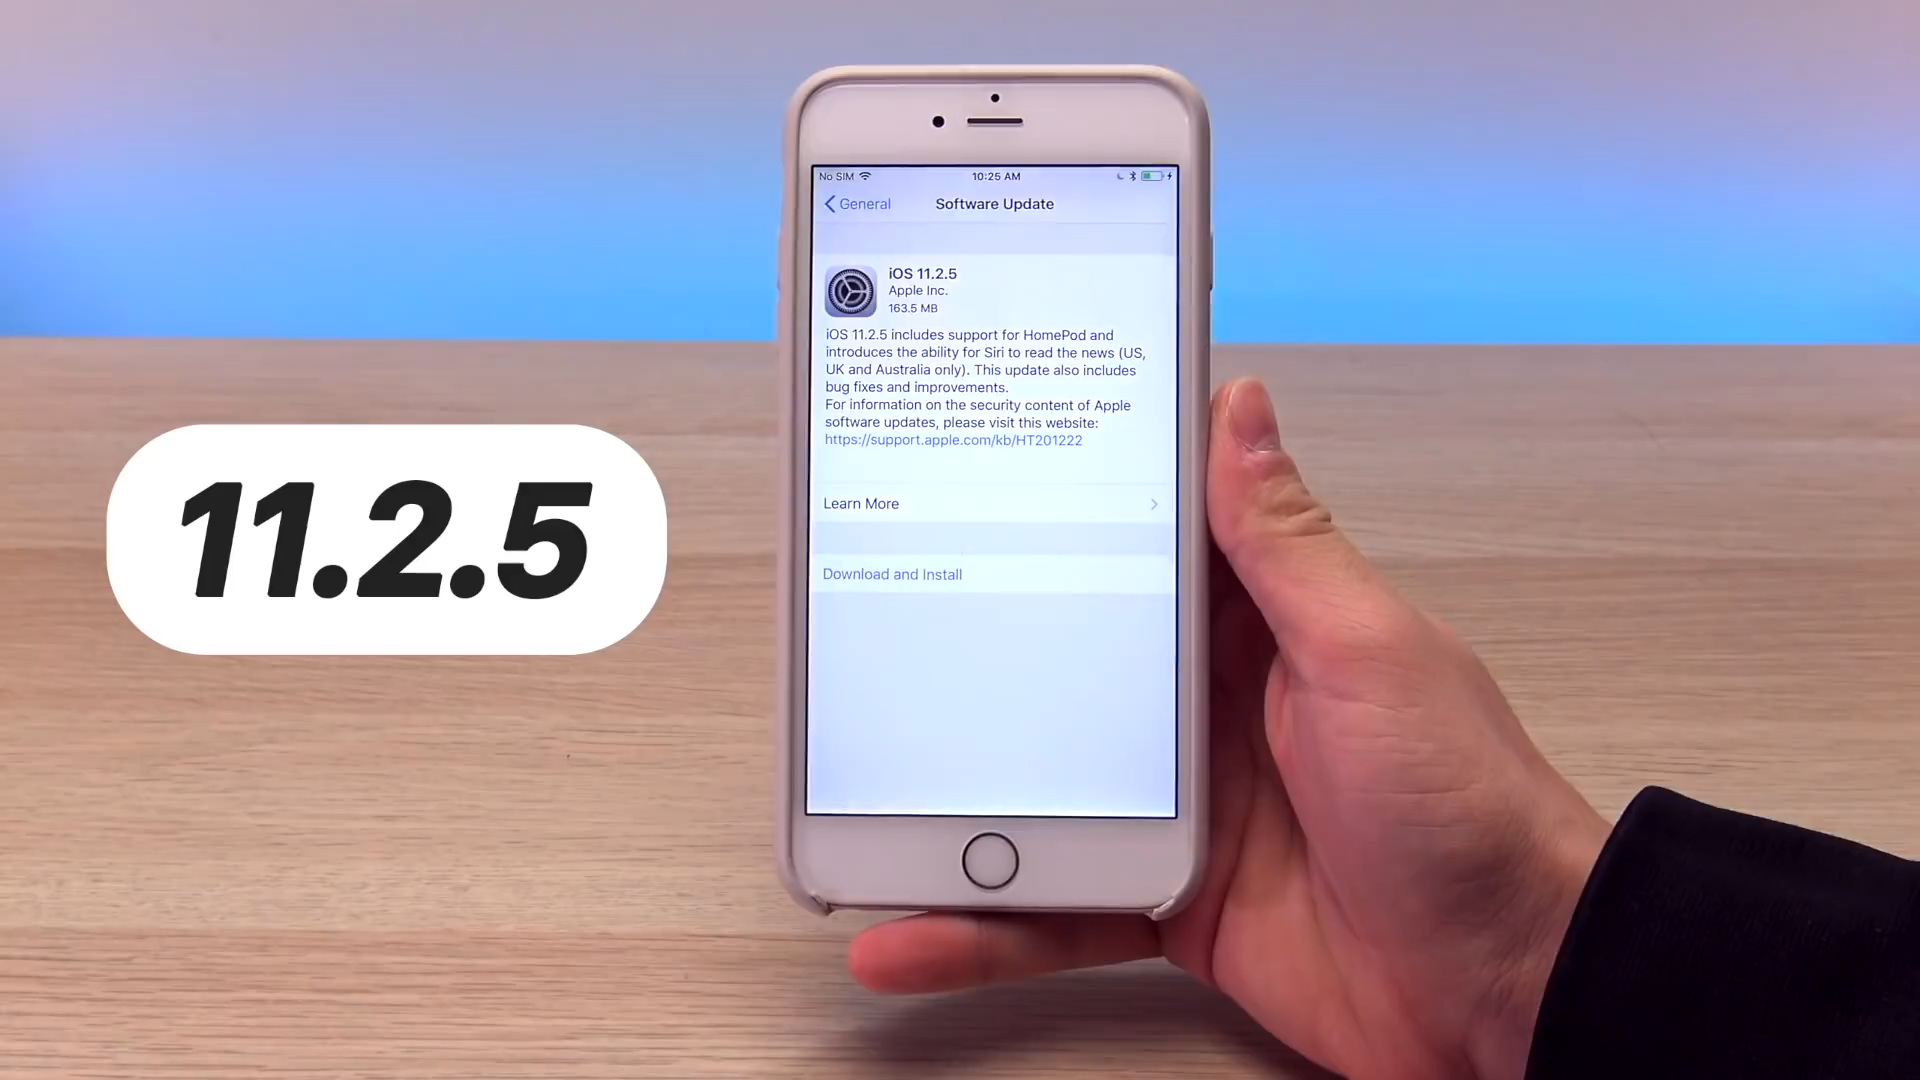 No SIM
10:25 AM
General
Software Update
iOS 11.2.5
Apple Inc.
163.5 MB
iOS 11.2.5 includes support for HomePod and
introduces the ability for Siri to read the news (US,
UK and Australia only). This update also includes
bug fixes and improvements.
For information on the security content of Apple
software updates, please visit this website:
https://support.apple.com/kb/HT201222
Learn More
Download and Install
11.2.5